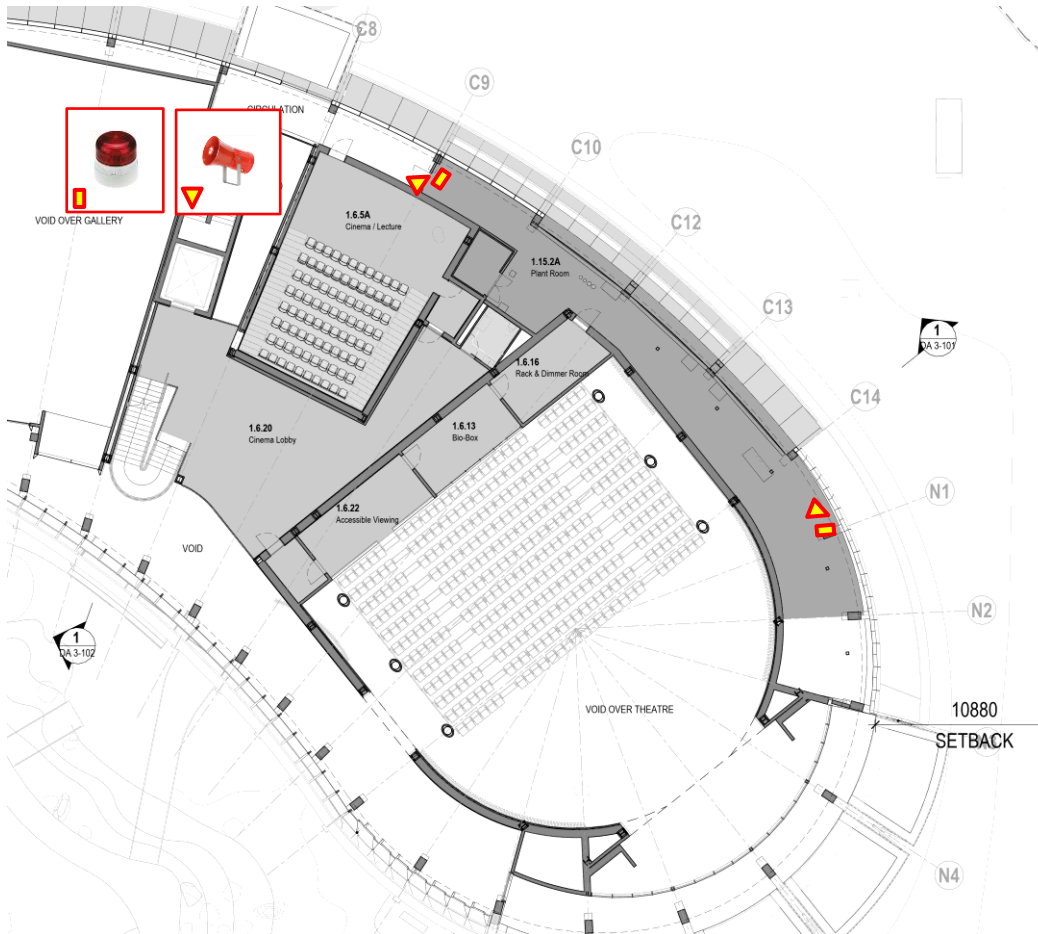 C8
C9
CIRCULATION
C10
VOID OVER GALLERY
1.6.5A
Cinema / Lecture
C12
1.15.2A
Plant Room
C13
1
DA 3-101
1.6.16
Rack & Dimmer Room
C14
1.6.20
Cinema Lobby
1.6.13
Bio-Box
N1
1.6.22
Accessible Viewing
VOID
N2
1
DA 3-102
VOID OVER THEATRE
10880
SETBACK
N4